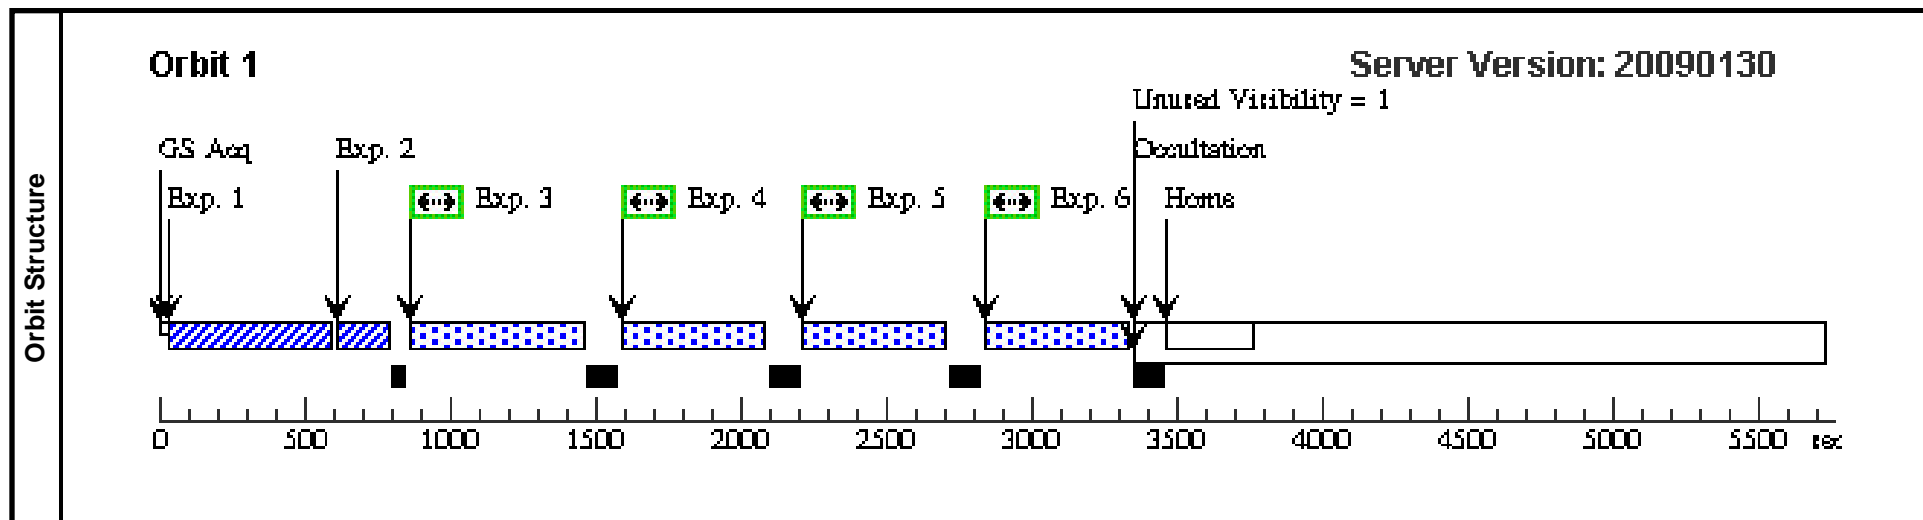 Orbit Structure
Orbit 1
Server Version: 20090130
Unused Visibility = 1
GS Acq
Exp. 2
Occultation
Exp. 1
Exp. 3
Exp. 4
Exp. 5
Exp. 6
Home
0 500 1000 1500 2000 2500 3000 3500 4000 4500 5000 5500 sec